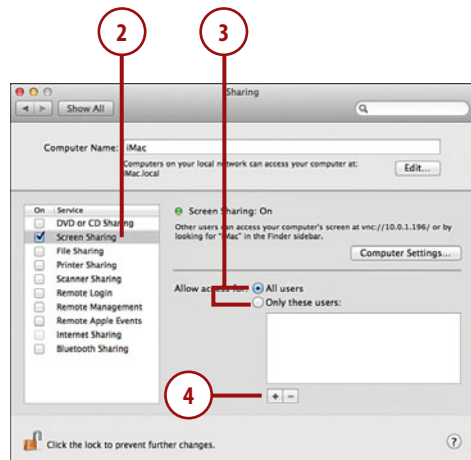 2
3
Sharing
Show All
Computer Name: iMac
Computers on your local network can access your computer at:
iMac.local
Edit...
On Service
DVD or CD Sharing
Screen Sharing
File Sharing
Printer Sharing
Scanner Sharing
Remote Login
Remote Management
Remote Apple Events
Internet Sharing
Bluetooth Sharing
Screen Sharing: On
Other users can access your computer's screen at vnc://10.0.1.196/ or by
looking for "iMac" in the Finder sidebar.
Computer Settings...
Allow access for: All users
Only these users:
4
+ −
Click the lock to prevent further changes.
?